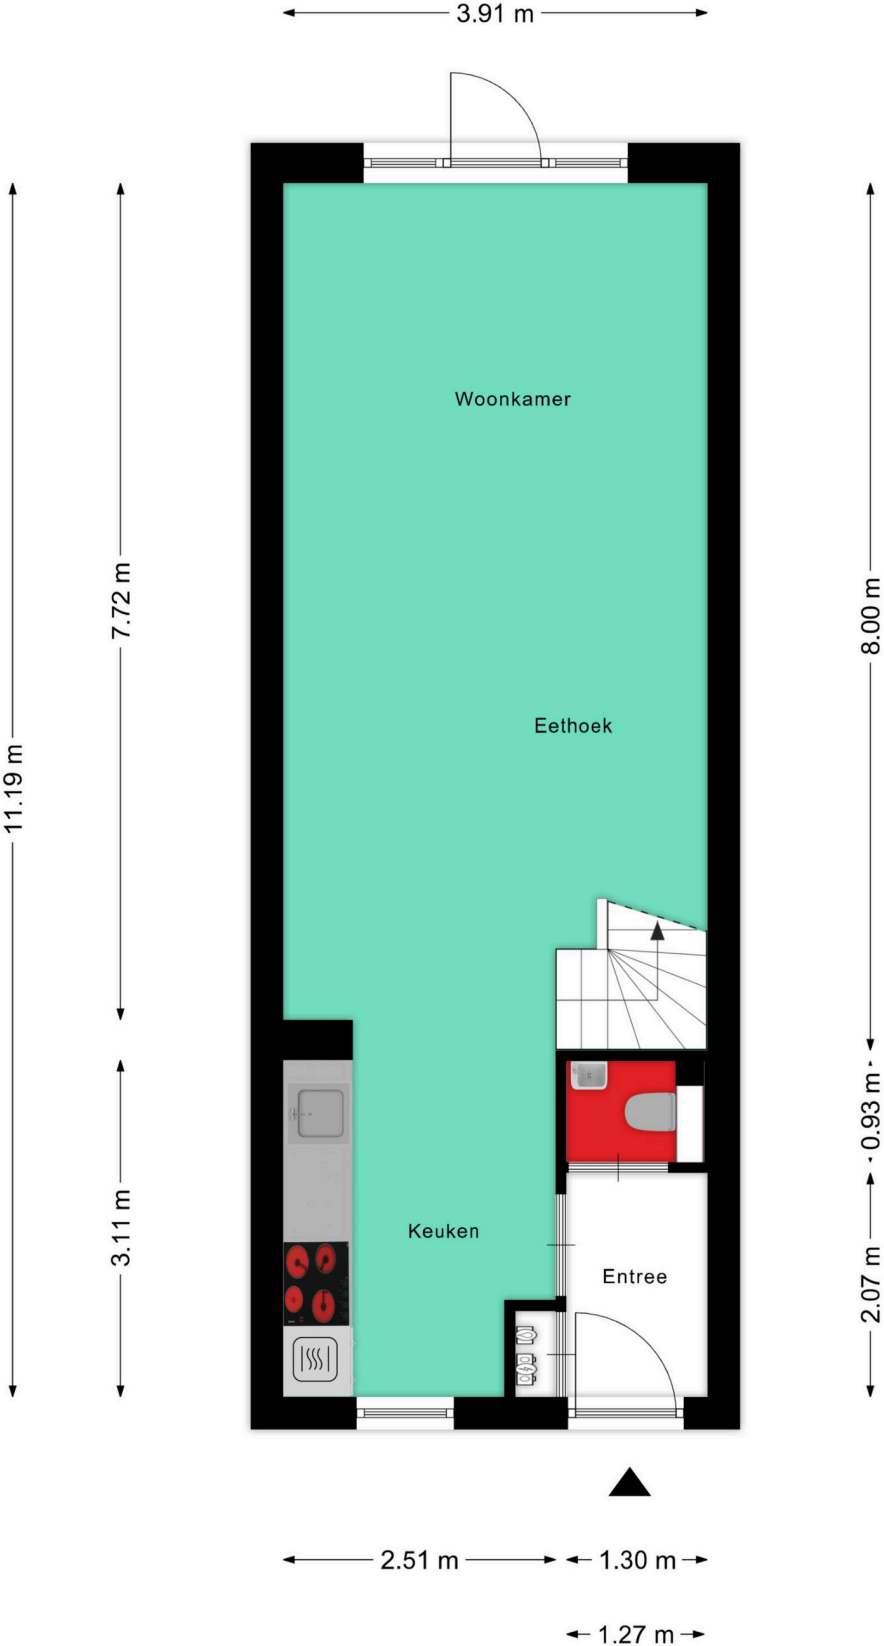 3.91 m
Woonkamer
7.72 m
8.00 m
Eethoek
11.19 m
0.93 m
3.11 m
Keuken
Entree
2.07 m
2.51 m
1.30 m
1.27 m